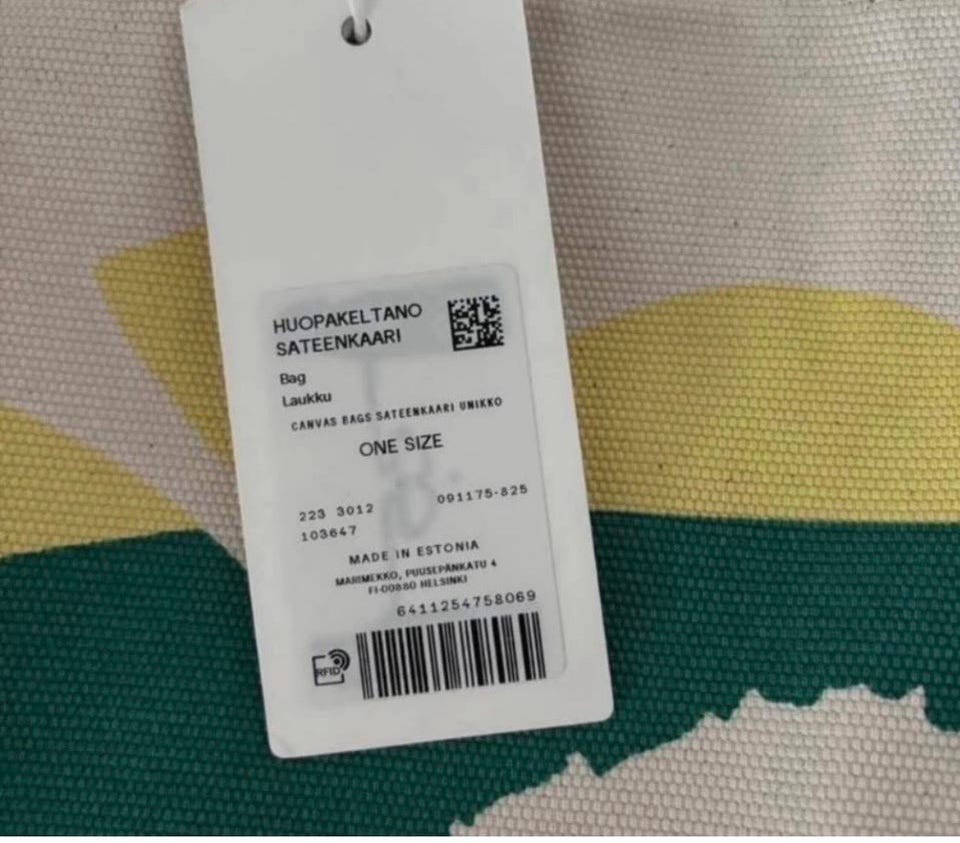 HUOPAKELTANO
SATEENKAARI
Bag
Laukku
CANVAS BAGS SATEENKAARI UNIKKO
ONE SIZE
223 3012 091175-825
103647
MADE IN ESTONIA
MARIMEKKO, PUUSEPÄNKATU 4
FI-00880 HELSINKI
6411254758069
RFID